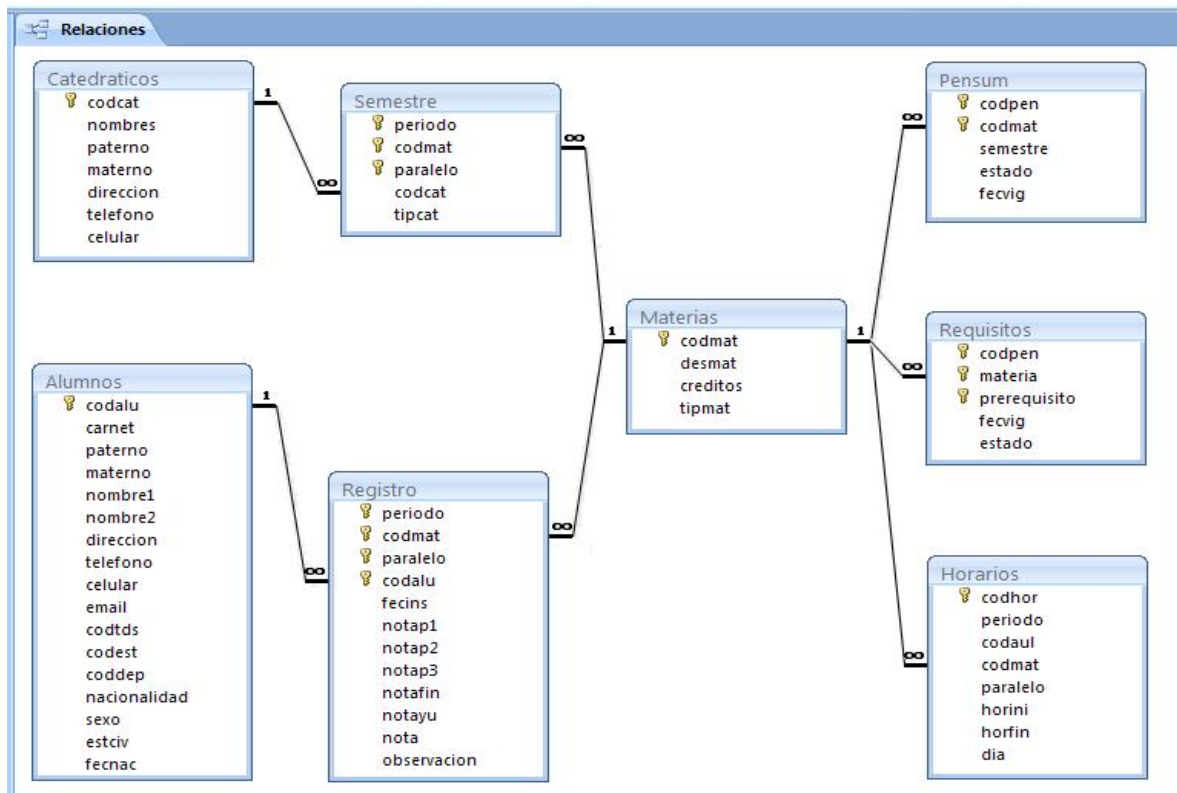 Relaciones
Catedraticos
codcat
nombres
paterno
materno
direccion
telefono
celular
1
∞
Semestre
periodo
codmat
paralelo
codcat
tipcat
∞
Pensum
codpen
codmat
semestre
estado
fecvig
∞
Materias
codmat
desmat
creditos
tipmat
1
1
Requisitos
codpen
materia
prerequisito
fecvig
estado
∞
Alumnos
codalu
carnet
paterno
materno
nombre1
nombre2
direccion
telefono
celular
email
codtds
codest
coddep
nacionalidad
sexo
estciv
fecnac
1
∞
Registro
periodo
codmat
paralelo
codalu
fecins
notap1
notap2
notap3
notafin
notayu
nota
observacion
∞
Horarios
codhor
periodo
codaul
codmat
paralelo
horini
horfin
dia
∞